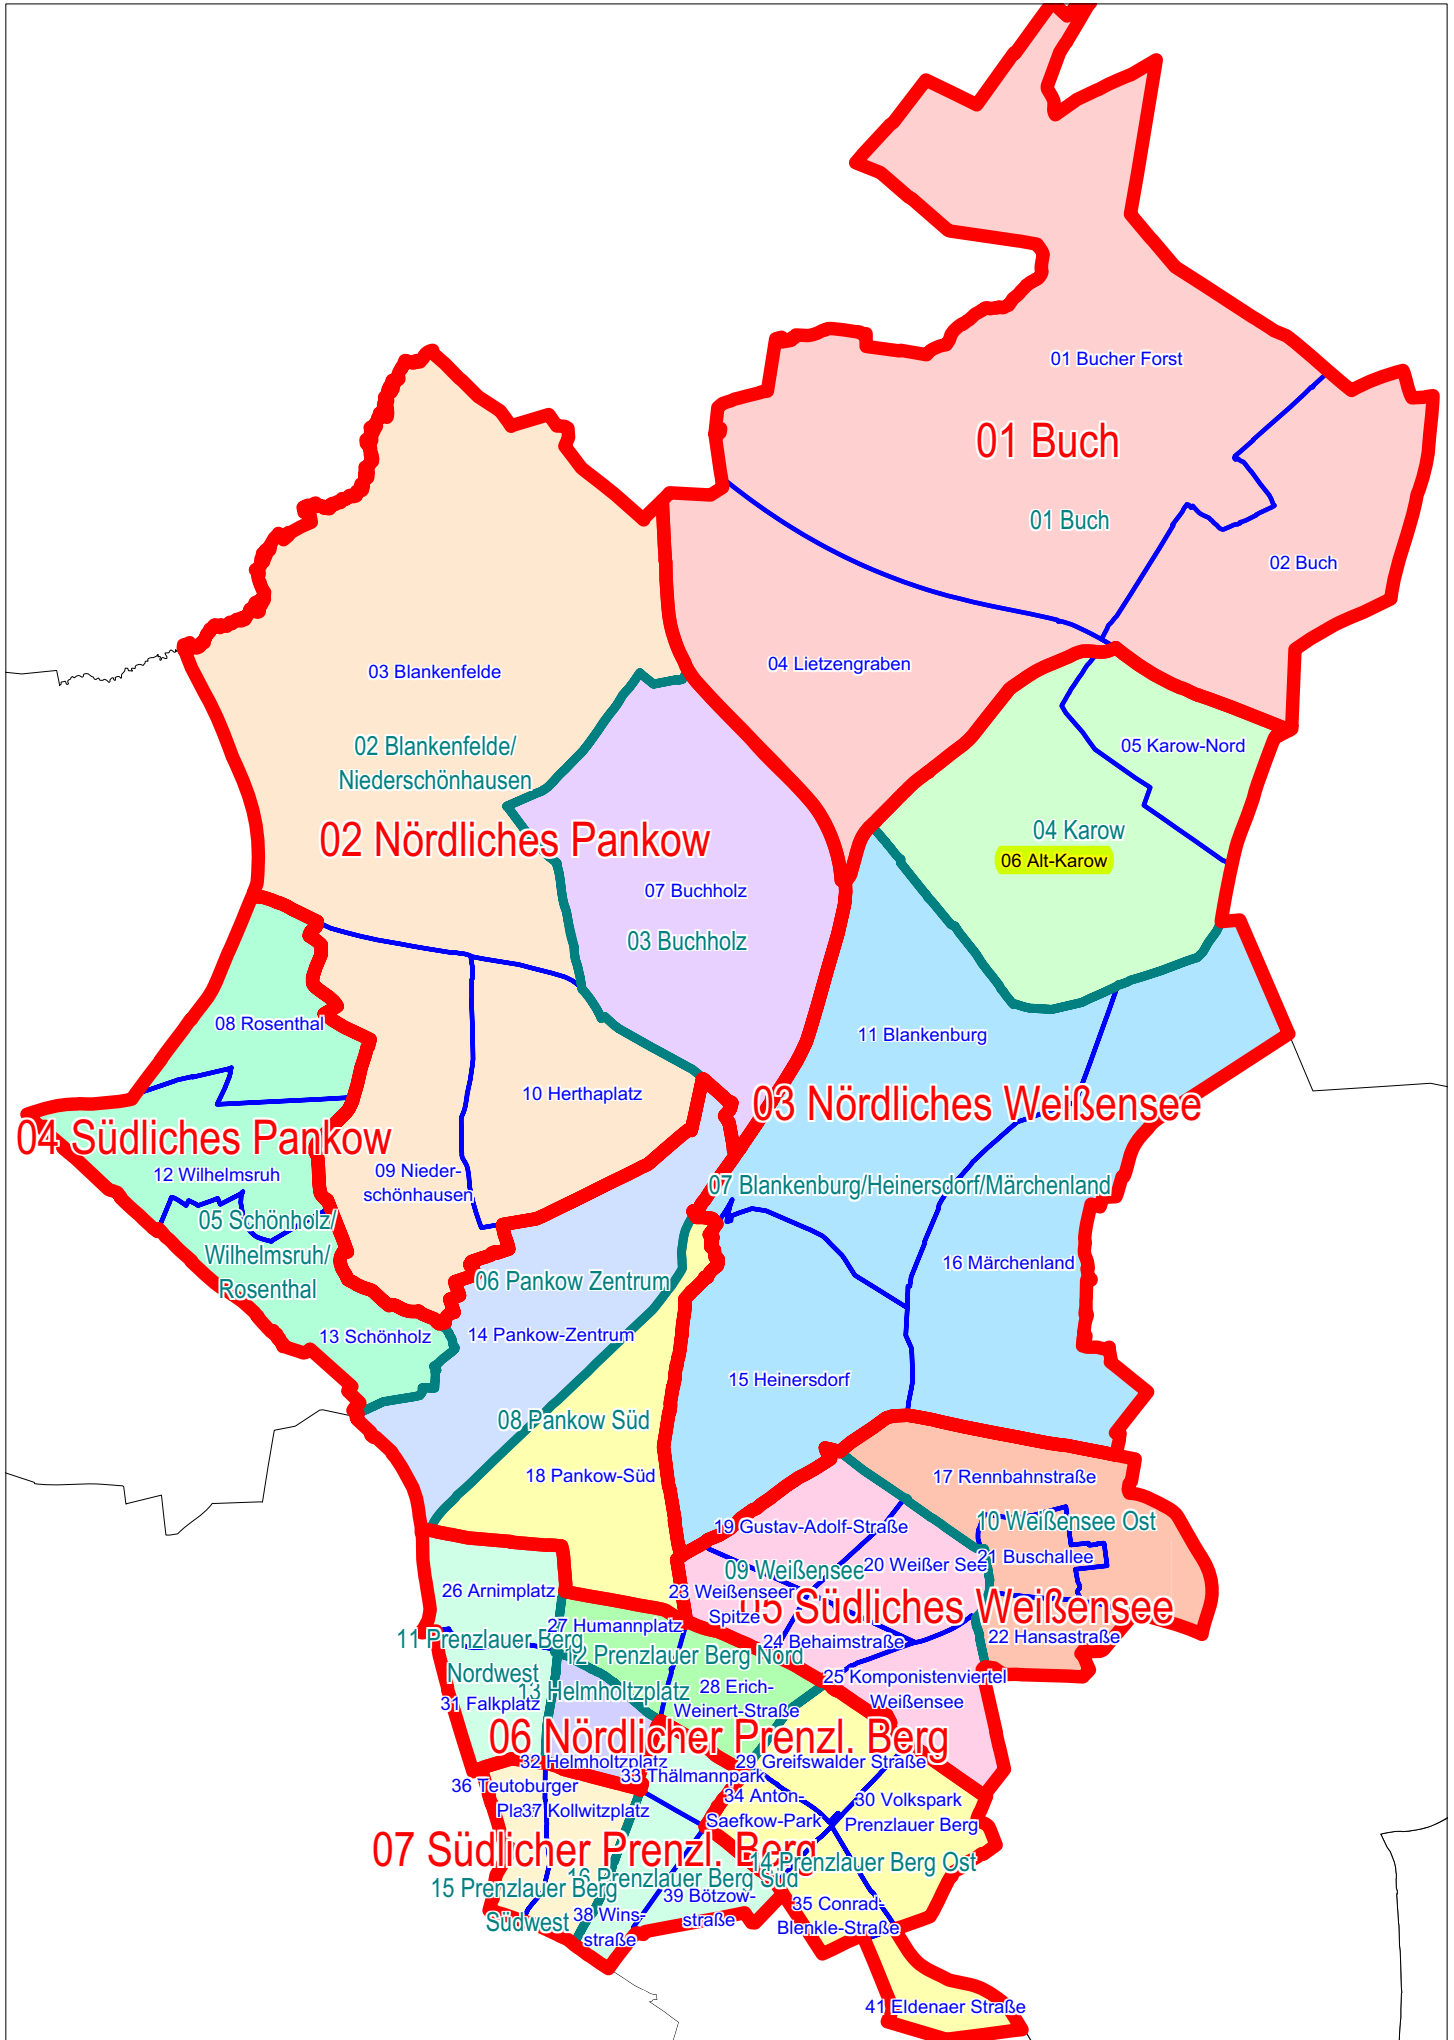 01 Bucher Forst
01 Buch
01 Buch
02 Buch
04 Lietzengraben
03 Blankenfelde
02 Blankenfelde/
Niederschönhausen
02 Nördliches Pankow
05 Karow-Nord
04 Karow
06 Alt-Karow
07 Buchholz
03 Buchholz
08 Rosenthal
11 Blankenburg
10 Herthaplatz
03 Nördliches Weißensee
04 Südliches Pankow
12 Wilhelmsruh
09 Nieder-
schönhausen
07 Blankenburg/Heinersdorf/Märchenland
05 Schönholz/
Wilhelmsruh/
Rosenthal
16 Märchenland
06 Pankow Zentrum
13 Schönholz
14 Pankow-Zentrum
15 Heinersdorf
08 Pankow Süd
18 Pankow-Süd
17 Rennbahnstraße
19 Gustav-Adolf-Straße
10 Weißensee Ost
20 Weißer See
21 Buschallee
09 Weißensee
26 Arnimplatz
23 Weißenseer
Spitze
05 Südliches Weißensee
27 Humannplatz
24 Behaimstraße
22 Hansastraße
11 Prenzlauer Berg
Nordwest
12 Prenzlauer Berg Nord
25 Komponistenviertel
Weißensee
13 Helmholtzplatz
28 Erich-
Weinert-Straße
31 Falkplatz
06 Nördlicher Prenzl. Berg
32 Helmholtzplatz
29 Greifswalder Straße
33 Thälmannpark
36 Teutoburger
Platz
37 Kollwitzplatz
34 Anton-
Saefkow-Park
30 Volkspark
Prenzlauer Berg
07 Südlicher Prenzl. Berg
14 Prenzlauer Berg Ost
16 Prenzlauer Berg Süd
15 Prenzlauer Berg
Südwest
39 Bötzow-
straße
38 Wins-
straße
35 Conrad-
Blenkle-Straße
41 Eldenaer Straße